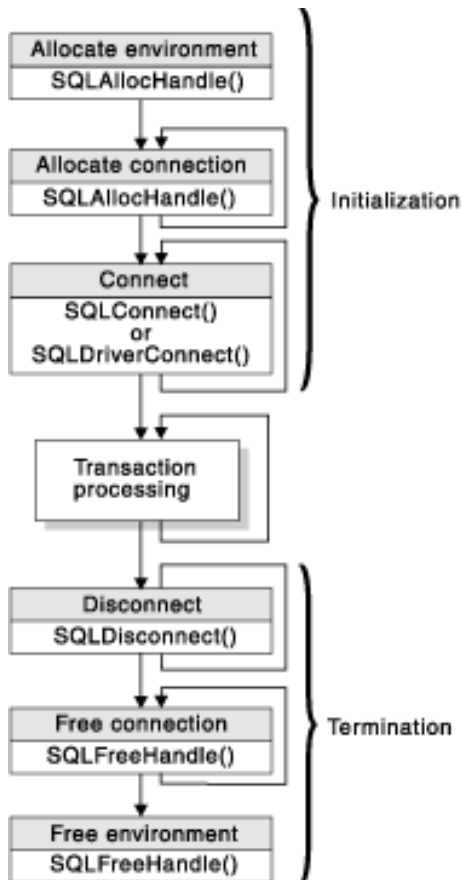 Allocate environment
SQLAllocHandle()
Allocate connection
SQLAllocHandle()
Initialization
Connect
SQLConnect()
or
SQLDriverConnect()
Transaction
processing
Disconnect
SQLDisconnect()
Free connection
SQLFreeHandle()
Termination
Free environment
SQLFreeHandle()